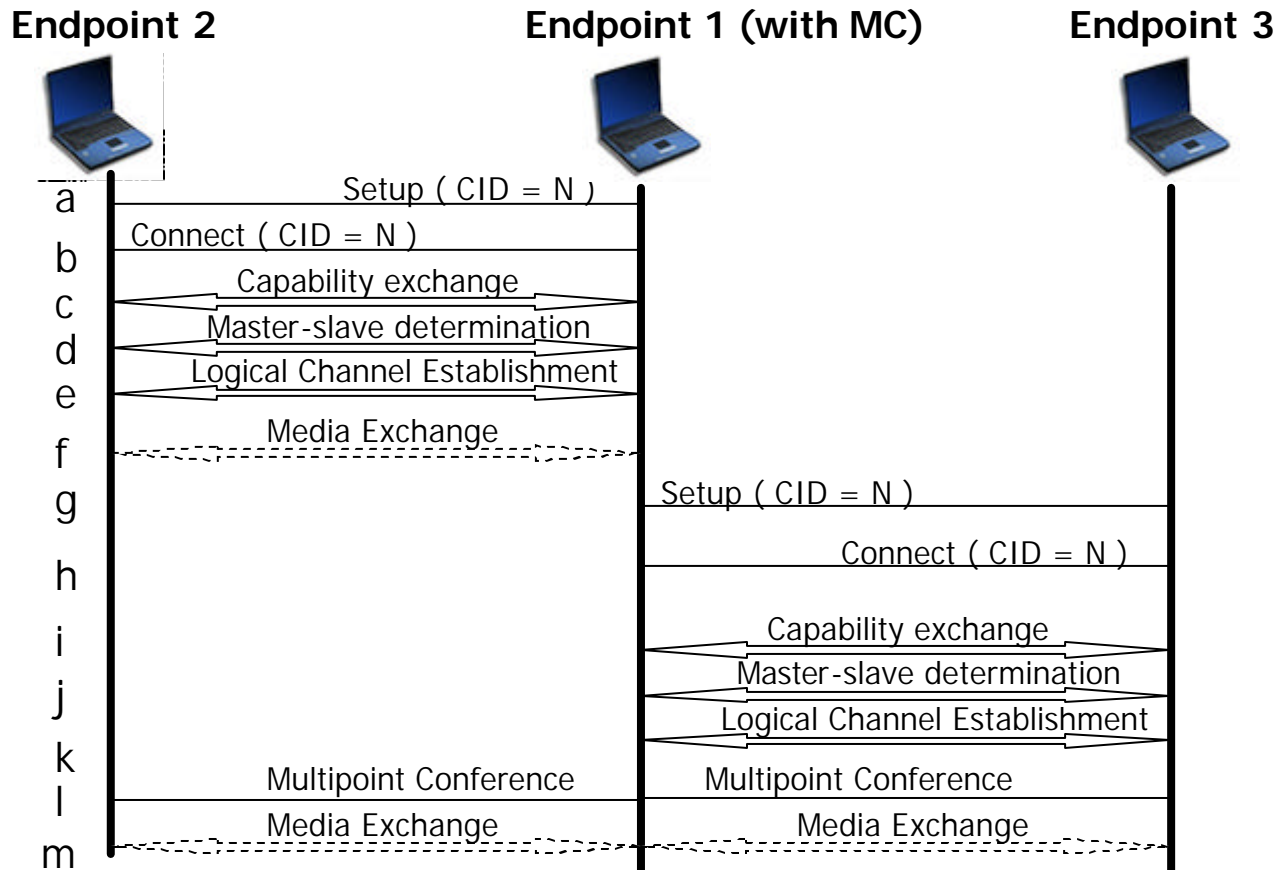 Endpoint 2 Endpoint 1 (with MC) Endpoint 3
a Setup ( CID = N )
b Connect ( CID = N )
c Capability exchange
d Master-slave determination
e Logical Channel Establishment
f Media Exchange
g Setup ( CID = N )
h Connect ( CID = N )
i Capability exchange
j Master-slave determination
k Logical Channel Establishment
l Multipoint Conference Multipoint Conference
m Media Exchange Media Exchange